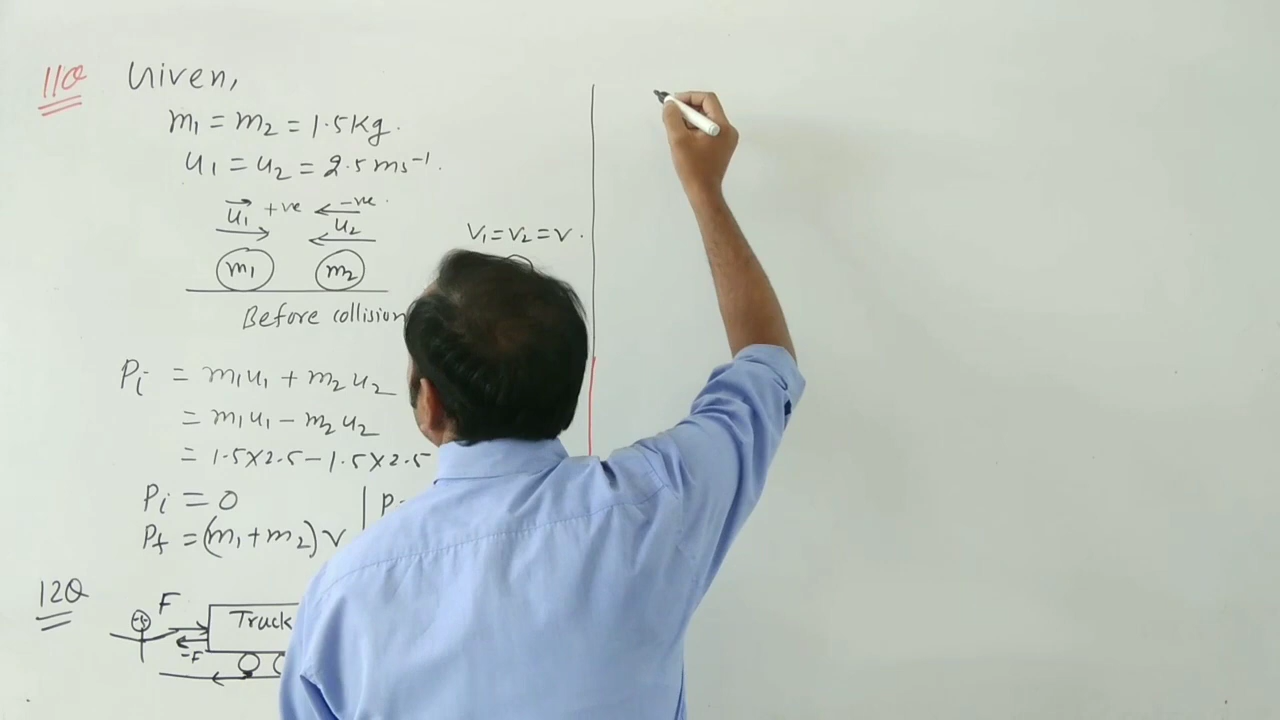 11Q Given,
m₁ = m₂ = 1.5Kg.
u₁ = u₂ = 2.5 ms⁻¹.
u₁ +ve -ve.
u₂
V₁=V₂=V.
m₁ m₂
Before collision
Pi = m₁u₁ + m₂u₂
= m₁u₁ - m₂u₂
= 1.5×2.5 - 1.5×2.5
Pi = 0
Pf = (m₁+m₂)V
12Q
F
Truck
-F